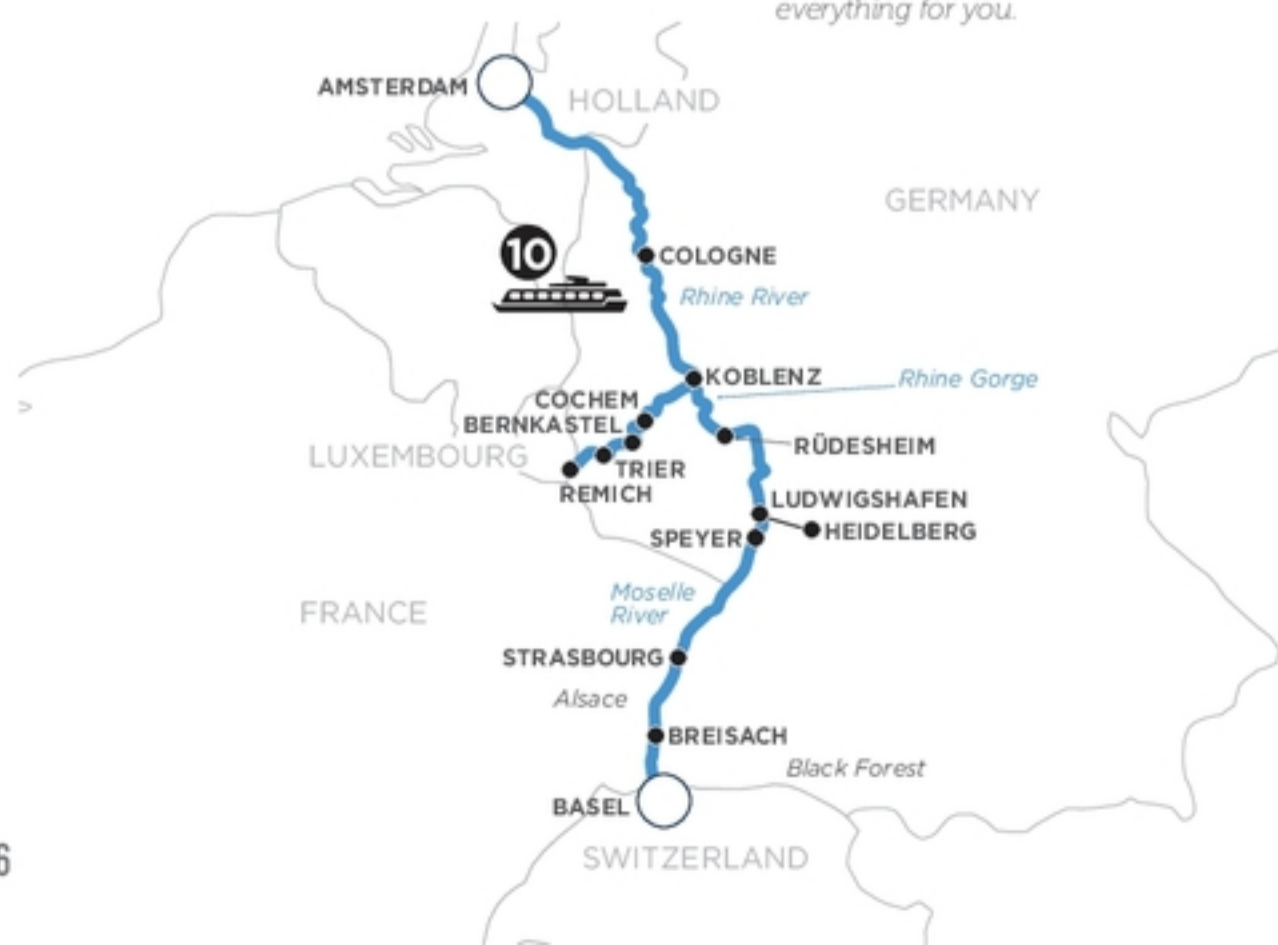 everything for you.
AMSTERDAM
HOLLAND
GERMANY
10
COLOGNE
Rhine River
KOBLENZ
Rhine Gorge
COCHEM
BERNKASTEL
RÜDESHEIM
LUXEMBOURG
TRIER
REMICH
LUDWIGSHAFEN
HEIDELBERG
SPEYER
Moselle
River
FRANCE
STRASBOURG
Alsace
BREISACH
Black Forest
BASEL
SWITZERLAND
6